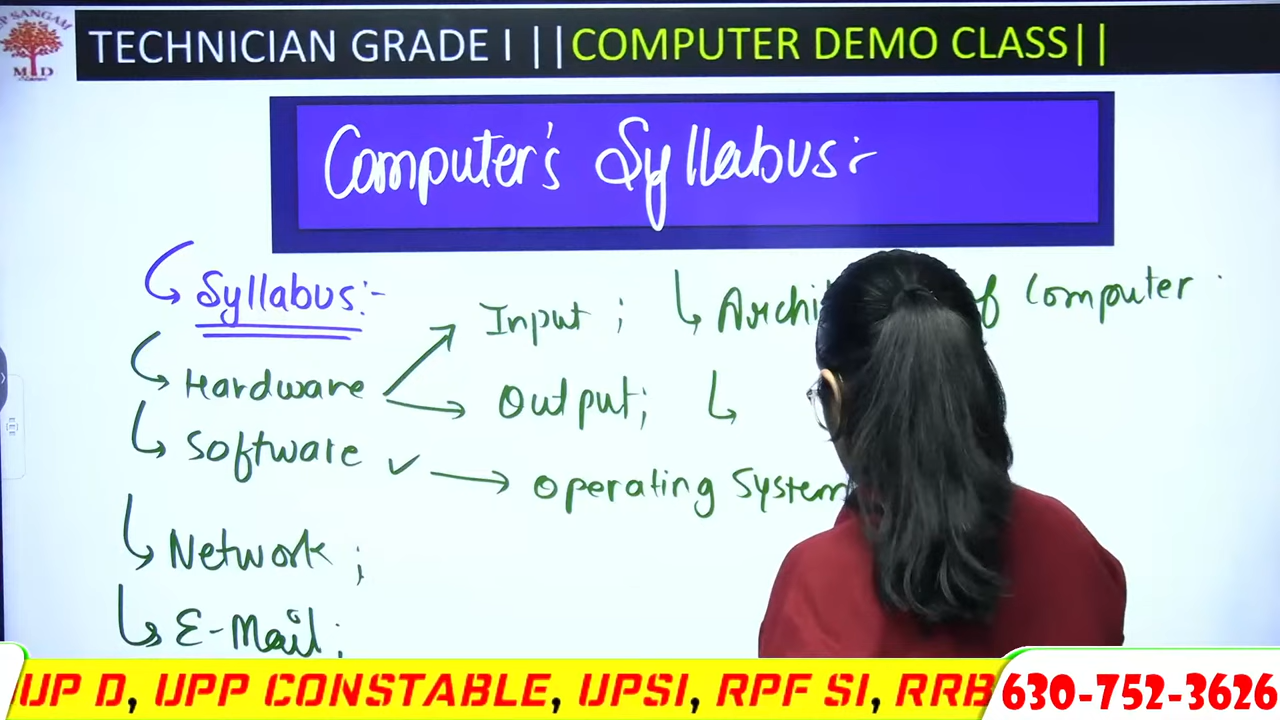 TECHNICIAN GRADE I ||COMPUTER DEMO CLASS||
Computer's Syllabus:-
Syllabus:-
Input ;
of Computer
Hardware
Output ;
Software
Operating System
Network ;
E-Mail ;
UP D, UPP CONSTABLE, UPSI, RPF SI, RRB
630-752-3626